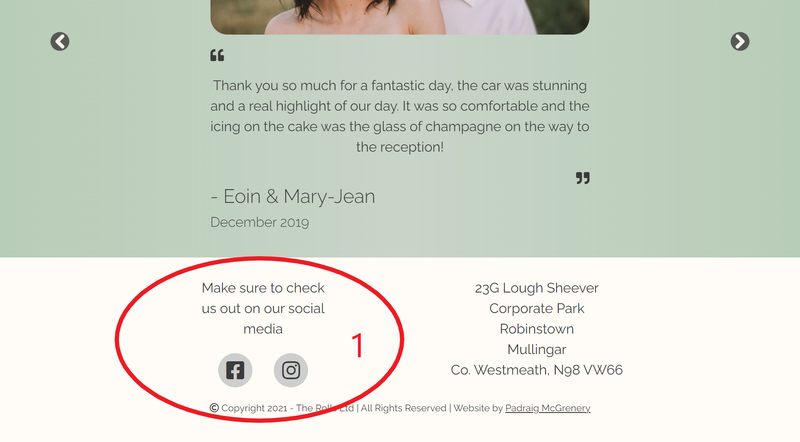 Thank you so much for a fantastic day, the car was stunning
and a real highlight of our day. It was so comfortable and the
icing on the cake was the glass of champagne on the way to
the reception!
- Eoin & Mary-Jean
December 2019
Make sure to check
us out on our social
media
1
23G Lough Sheever
Corporate Park
Robinstown
Mullingar
Co. Westmeath, N98 VW66
© Copyright 2021 - The Rolls Ltd | All Rights Reserved | Website by Padraig McGrenery